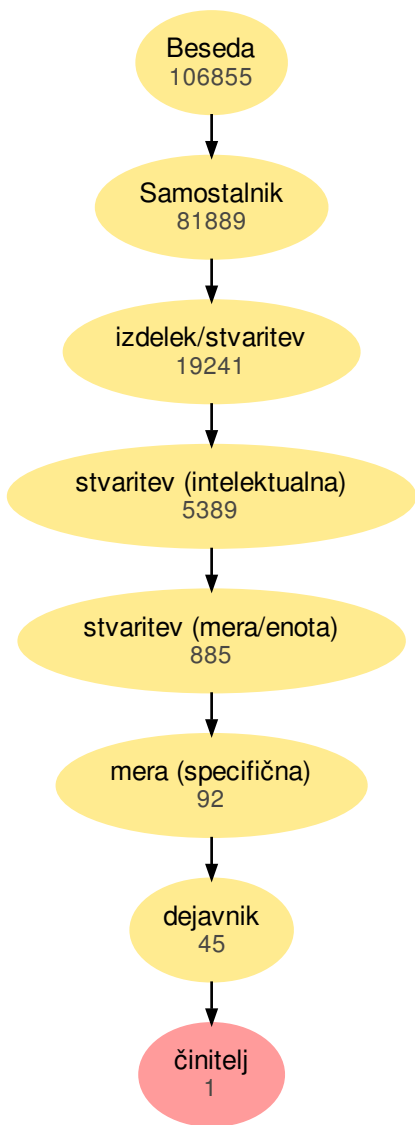 Beseda
106855
Samostalnik
81889
izdelek/stvaritev
19241
stvaritev (intelektualna)
5389
stvaritev (mera/enota)
885
mera (specifična)
92
dejavnik
45
činitelj
1